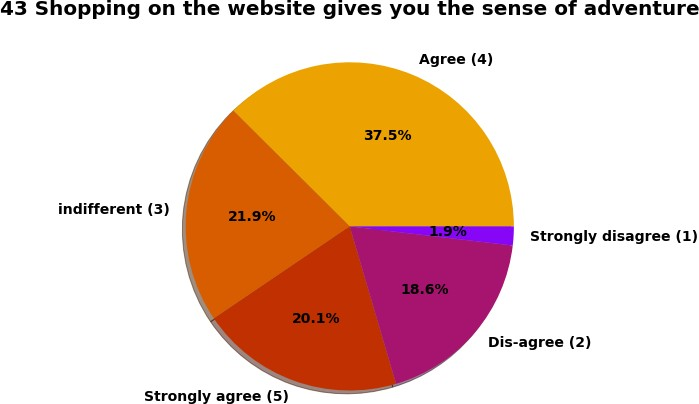 43 Shopping on the website gives you the sense of adventure
Agree (4)
37.5%
indifferent (3)
21.9%
1.9%
Strongly disagree (1)
18.6%
20.1%
Dis-agree (2)
Strongly agree (5)